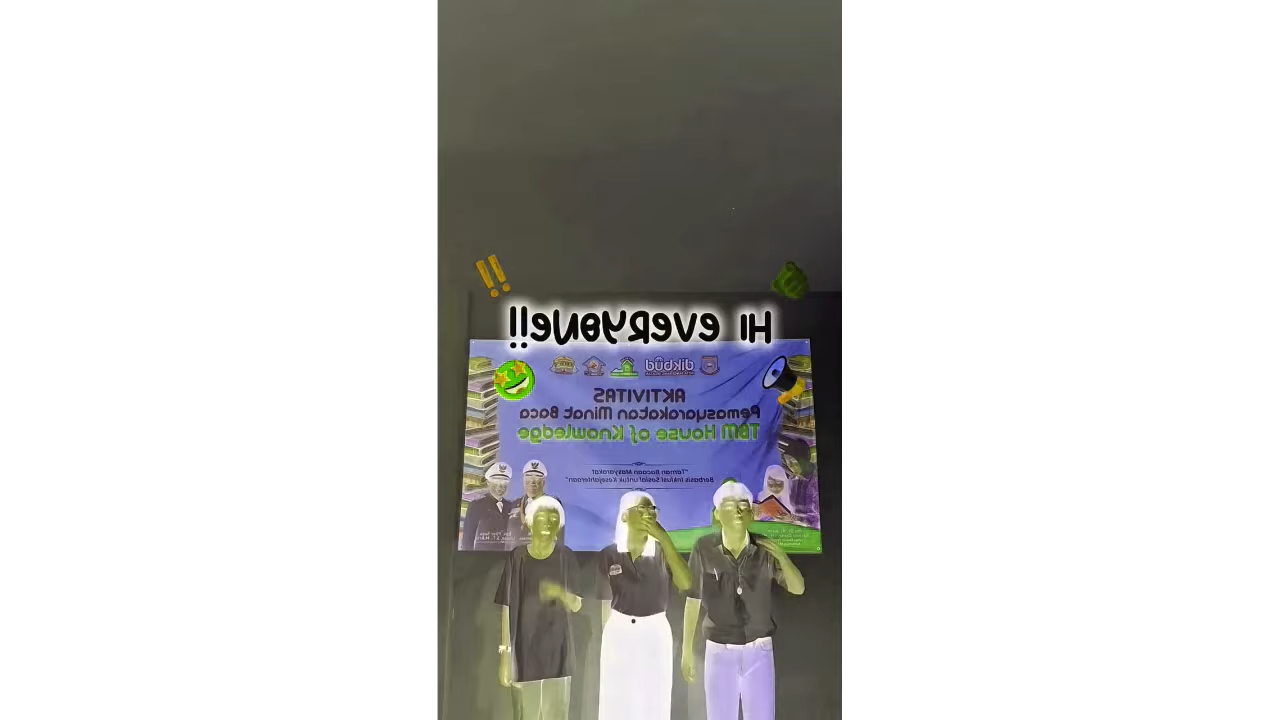 Hi everyone!!
dikbud
AKTIVITAS
Pemasyarakatan Minat Baca
TBM House of Knowledge
"Taman Bacaan Masyarakat
Berbasis Inklusi Sosial untuk Kesejahteraan"